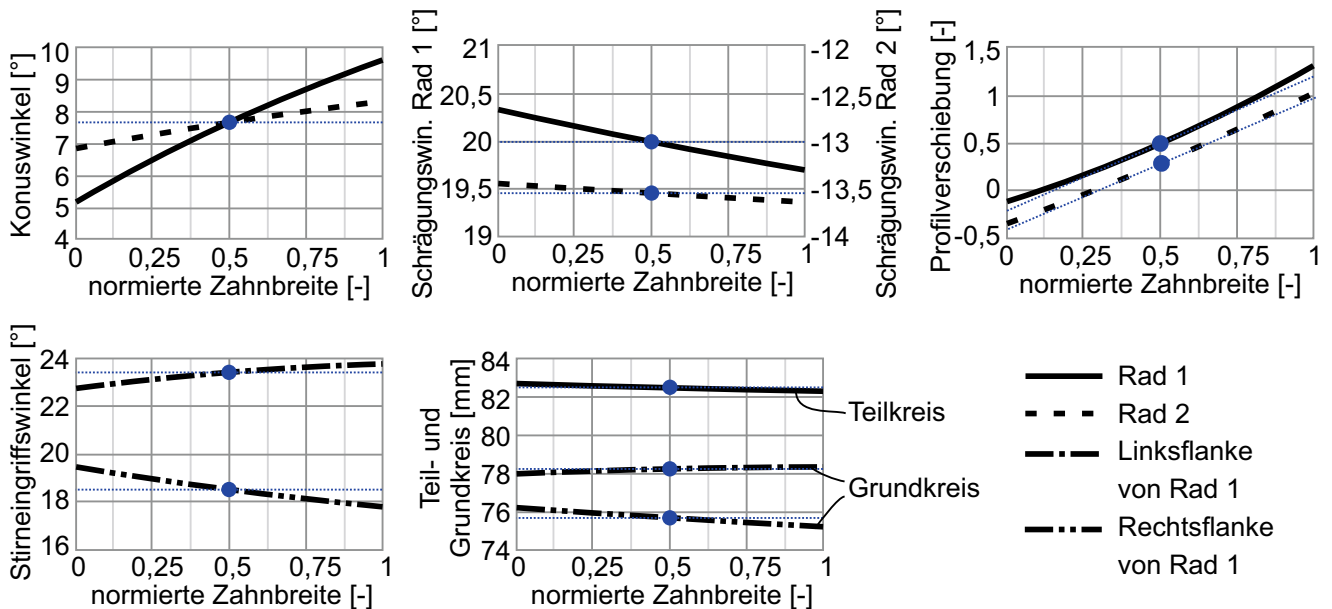 Konuswinkel [°]
10
9
8
7
6
5
4
0 0,25 0,5 0,75 1
normierte Zahnbreite [-]
Schrägungswin. Rad 1 [°]
21
20,5
20
19,5
19
0 0,25 0,5 0,75 1
normierte Zahnbreite [-]
-12
-12,5
-13
-13,5
-14
Schrägungswin. Rad 2 [°]
Profilverschiebung [-]
1,5
1
0,5
0
-0,5
0 0,25 0,5 0,75 1
normierte Zahnbreite [-]
Stirneingriffswinkel [°]
24
22
20
18
16
0 0,25 0,5 0,75 1
normierte Zahnbreite [-]
Teil- und
Grundkreis [mm]
84
82
80
78
76
74
0 0,25 0,5 0,75 1
normierte Zahnbreite [-]
Teilkreis
Grundkreis
Rad 1
Rad 2
Linksflanke
von Rad 1
Rechtsflanke
von Rad 1